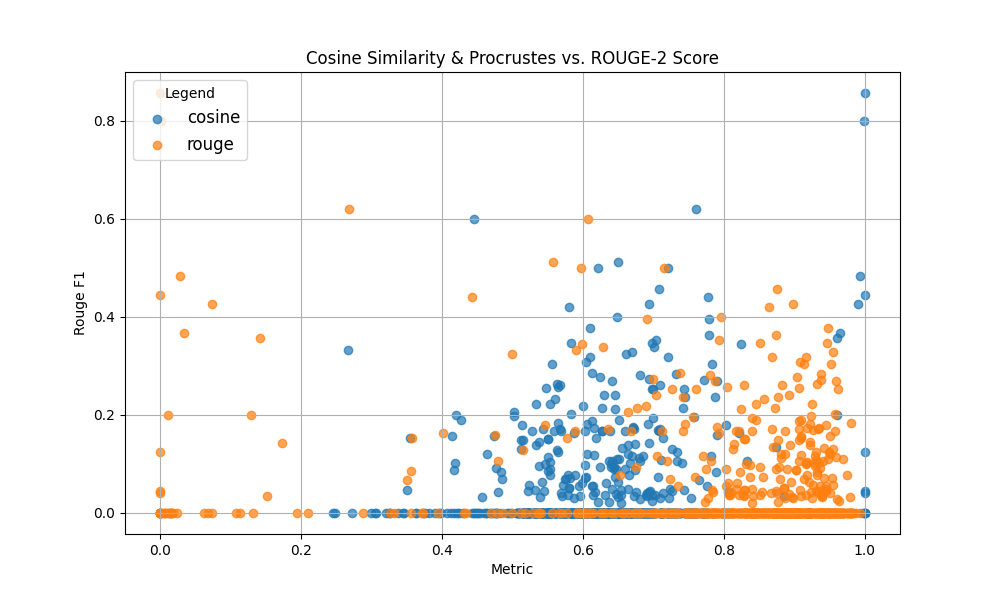 Cosine Similarity & Procrustes vs. ROUGE-2 Score
Legend
cosine
rouge
Rouge F1
0.8
0.6
0.4
0.2
0.0
0.0 0.2 0.4 0.6 0.8 1.0
Metric